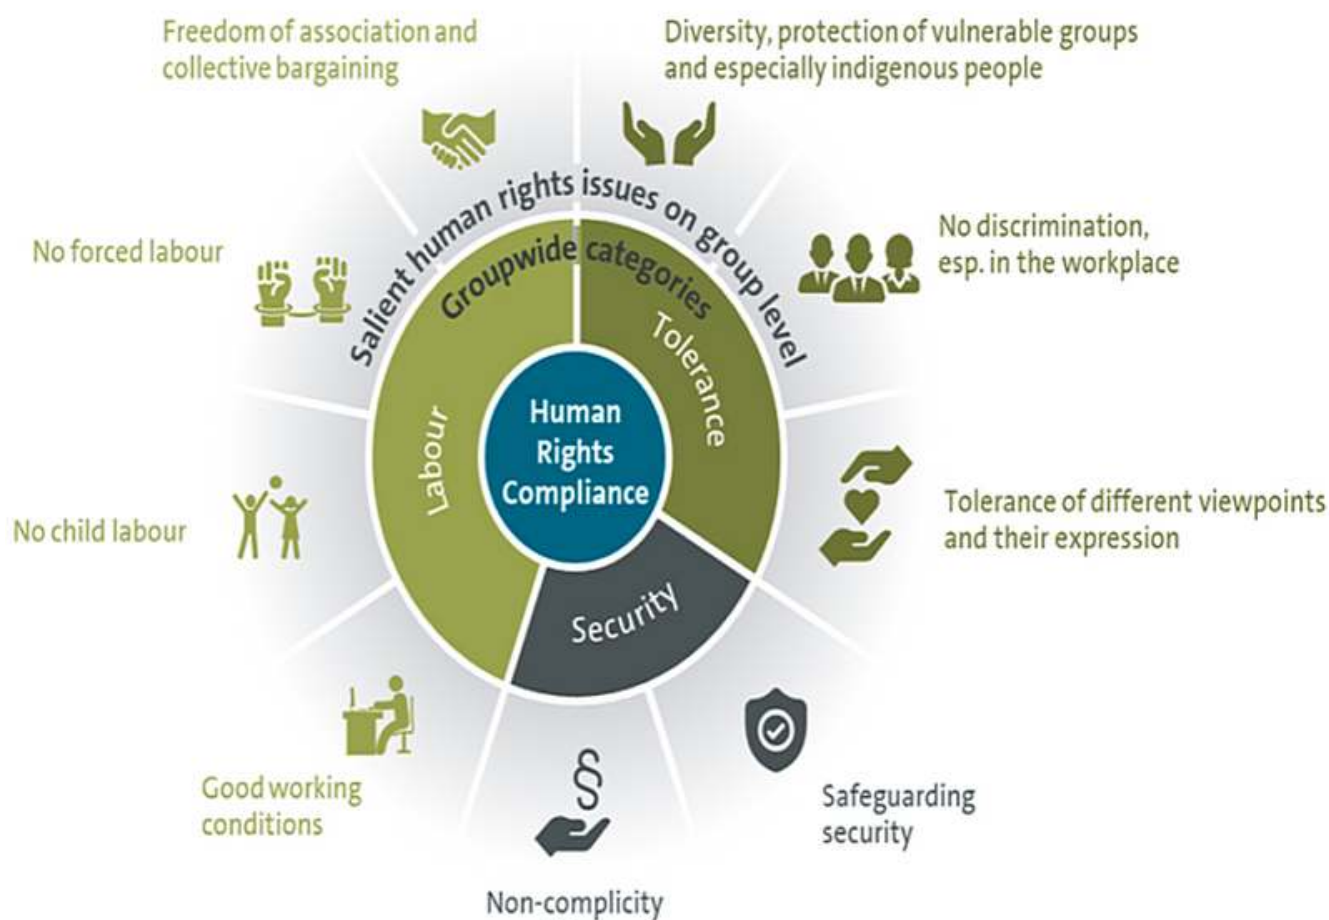 Freedom of association and
collective bargaining
Diversity, protection of vulnerable groups
and especially indigenous people
No forced labour
No discrimination,
esp. in the workplace
Salient human rights issues on group level
Groupwide categories
Labour
Tolerance
Security
Human
Rights
Compliance
No child labour
Tolerance of different viewpoints
and their expression
Good working
conditions
§
Safeguarding
security
Non-complicity